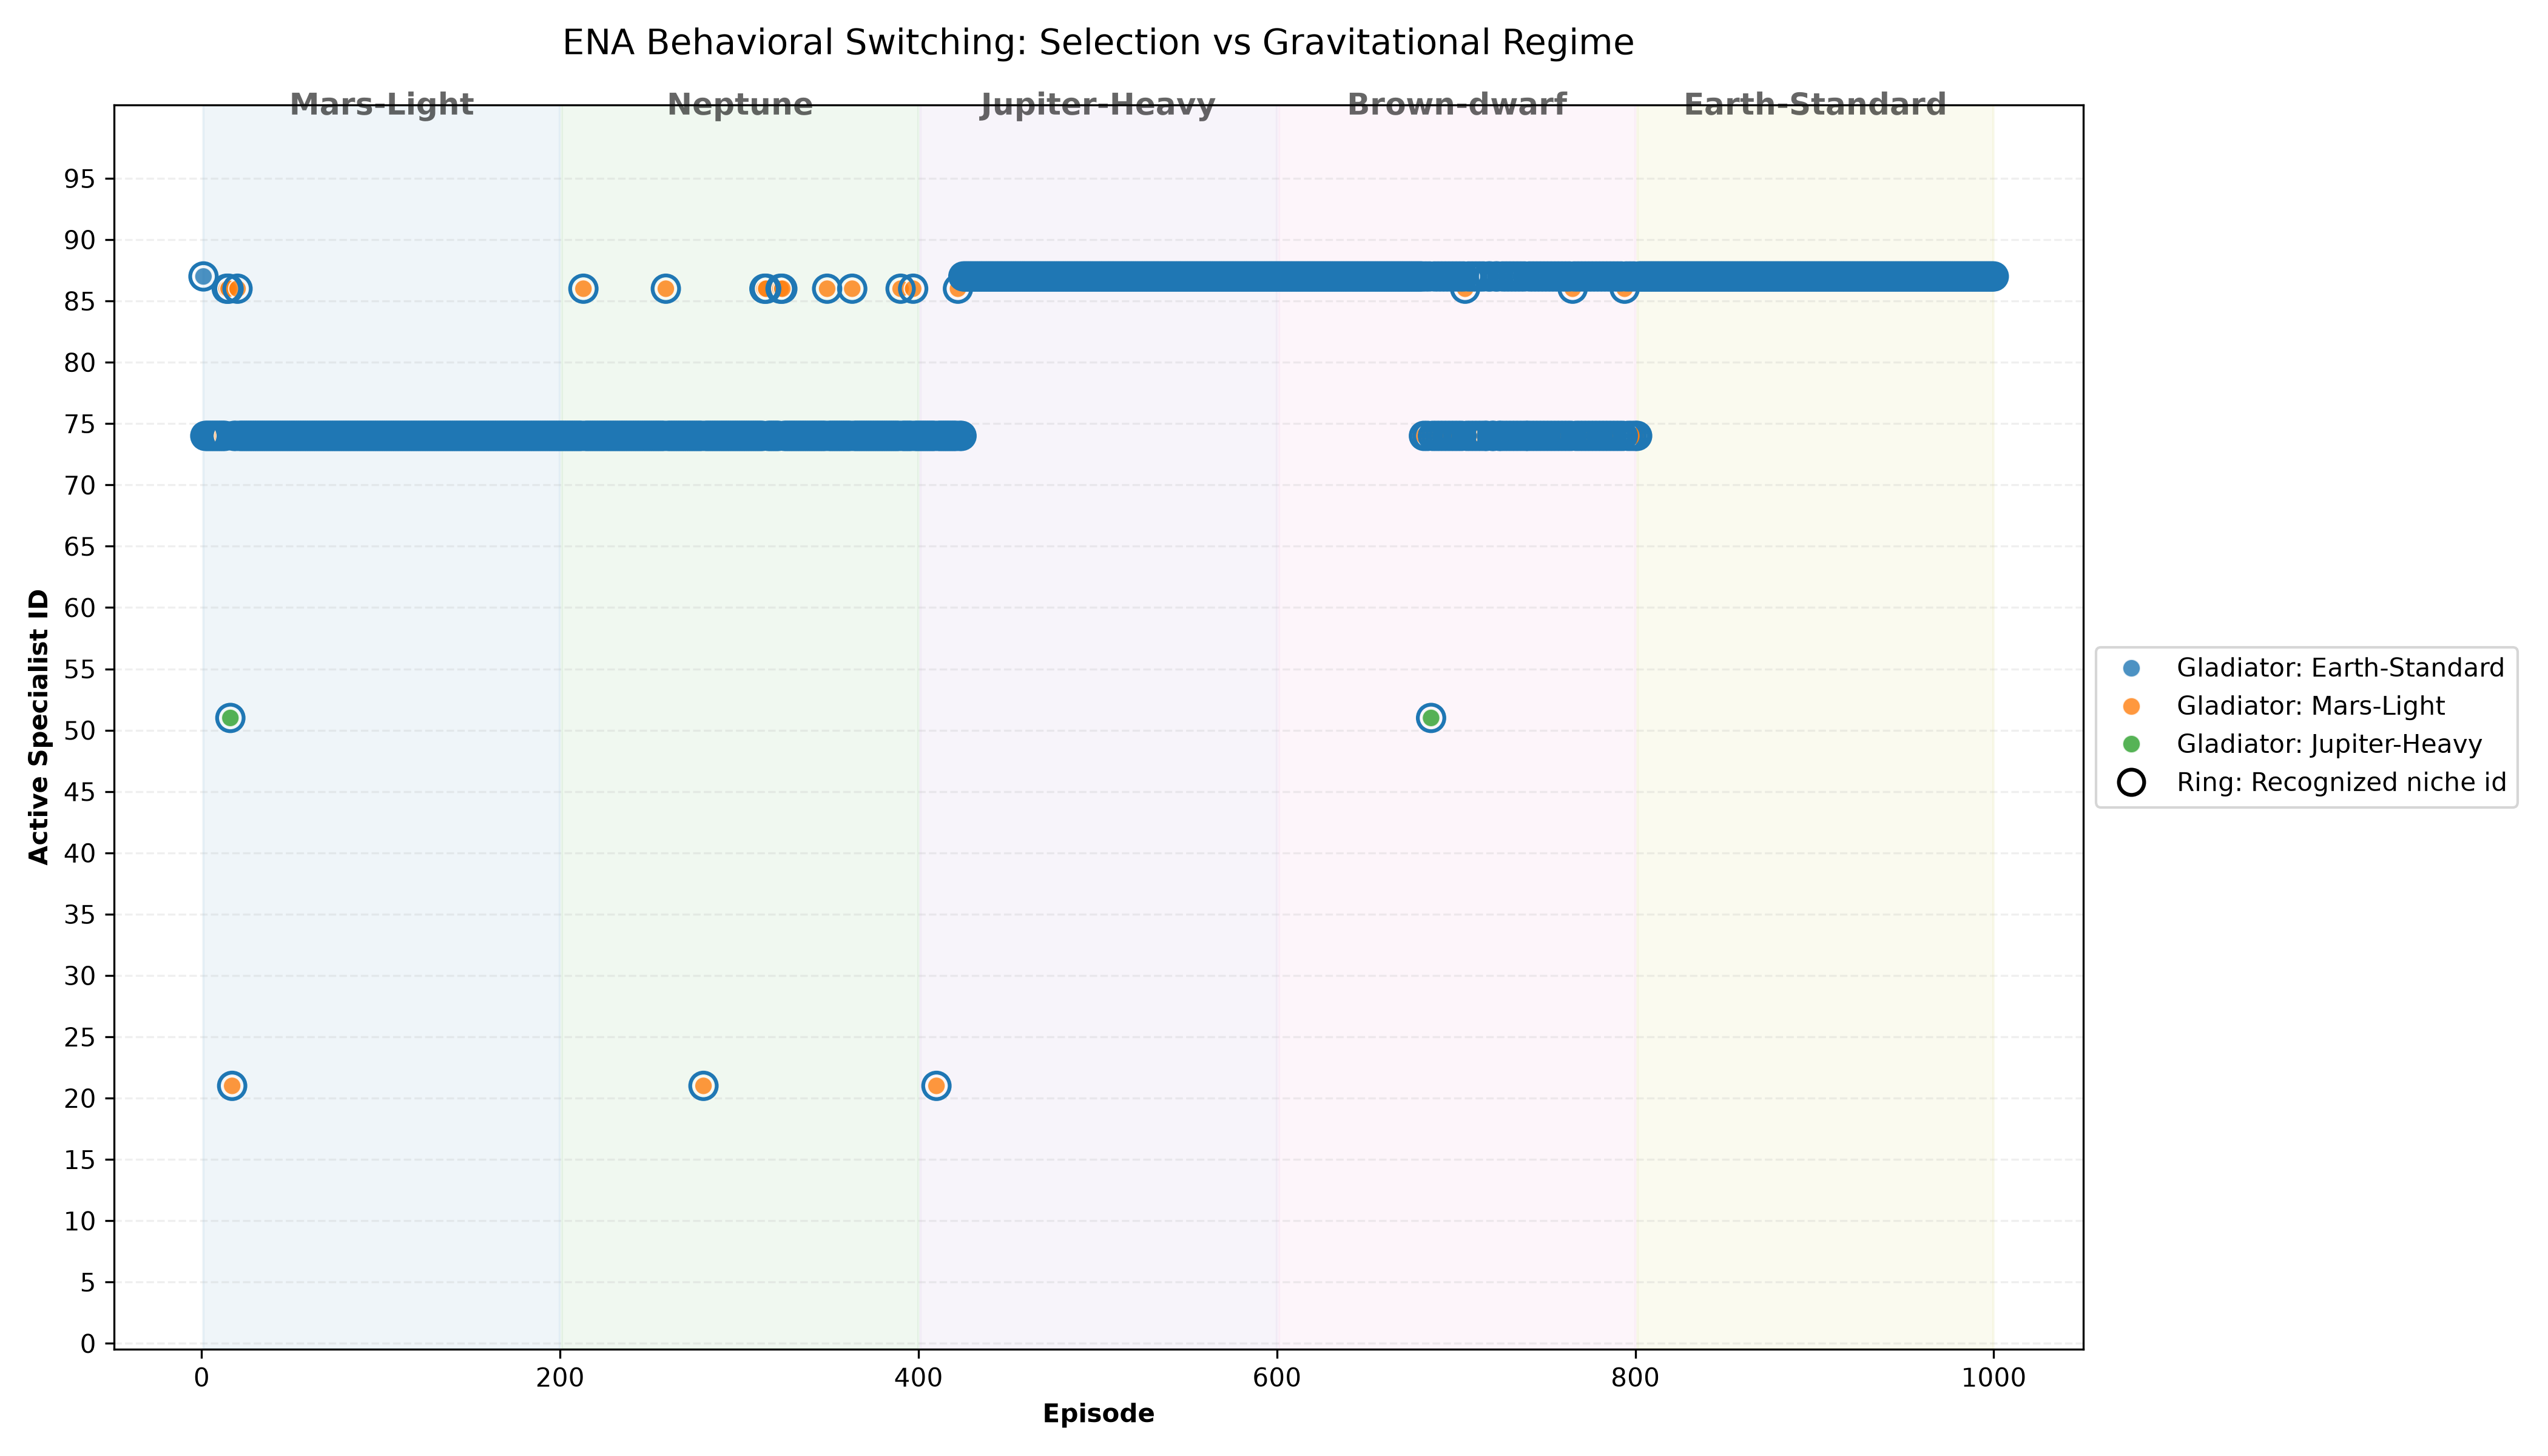 ENA Behavioral Switching: Selection vs Gravitational Regime
Mars-Light
Neptune
Jupiter-Heavy
Brown-dwarf
Earth-Standard
Active Specialist ID
95
90
85
80
75
70
65
60
55
50
45
40
35
30
25
20
15
10
5
0
0
200
400
600
800
1000
Episode
Gladiator: Earth-Standard
Gladiator: Mars-Light
Gladiator: Jupiter-Heavy
Ring: Recognized niche id